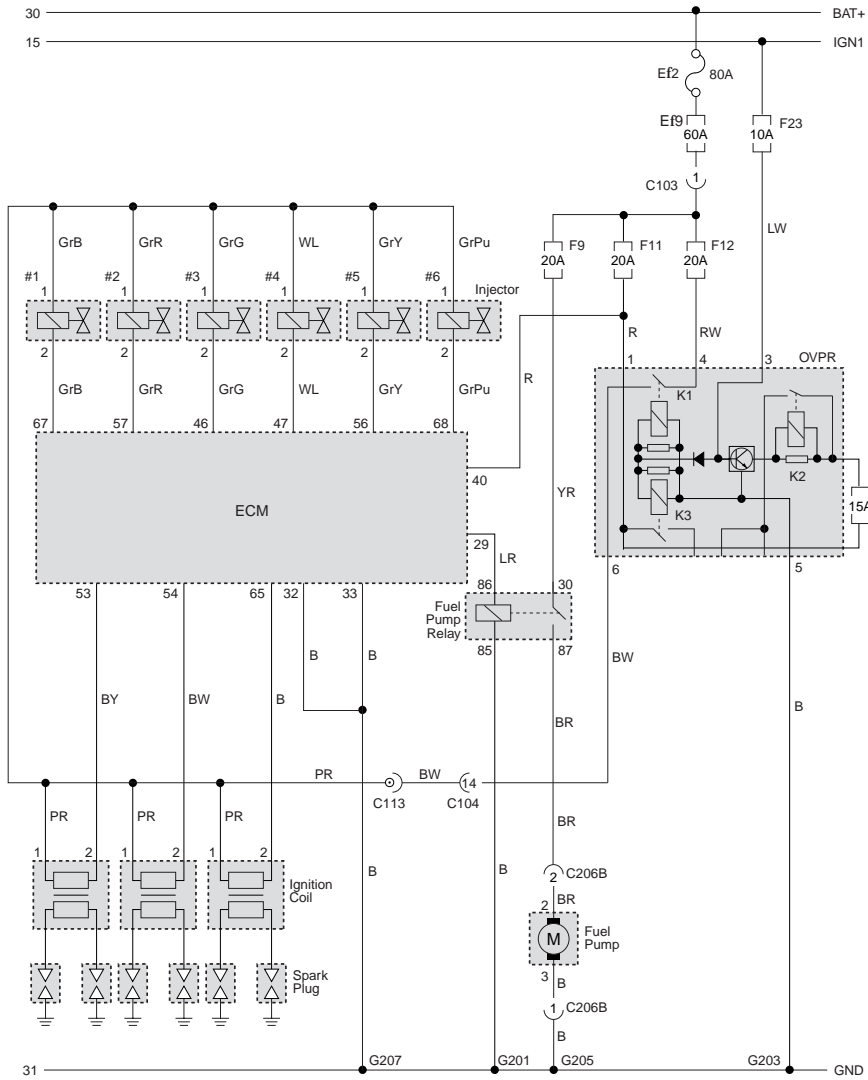 30 BAT+
15 IGN1
Ef2 80A
Ef9 60A
F23 10A
C103 1
LW
GrB GrR GrG WL GrY GrPu
F9 20A F11 20A F12 20A
#1 #2 #3 #4 #5 #6 Injector
1 1 1 1 1 1
R RW
1 4 3 OVPR
2 2 2 2 2 2
R
K1
GrB GrR GrG WL GrY GrPu
67 57 46 47 56 68
40
K2
YR
15A
ECM
K3
29
LR
6 5
53 54 65 32 33
86 30
Fuel
Pump
Relay
85 87
B B
BW
BY BW B
B
BR
PR BW 14
C113 C104
PR PR PR
BR
1 2 1 2 1 2
B B
2 C206B
Ignition
Coil
2 BR
M Fuel
Pump
3 B
Spark
Plug
1 C206B
B
31 G207 G201 G205 G203 GND